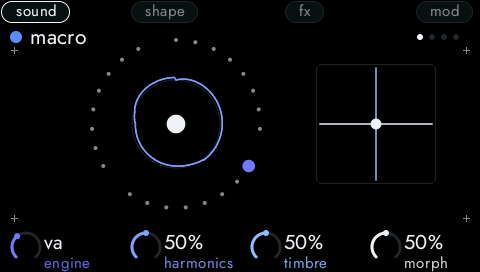 sound shape fx mod
macro
va 50% 50% 50%
engine harmonics timbre morph